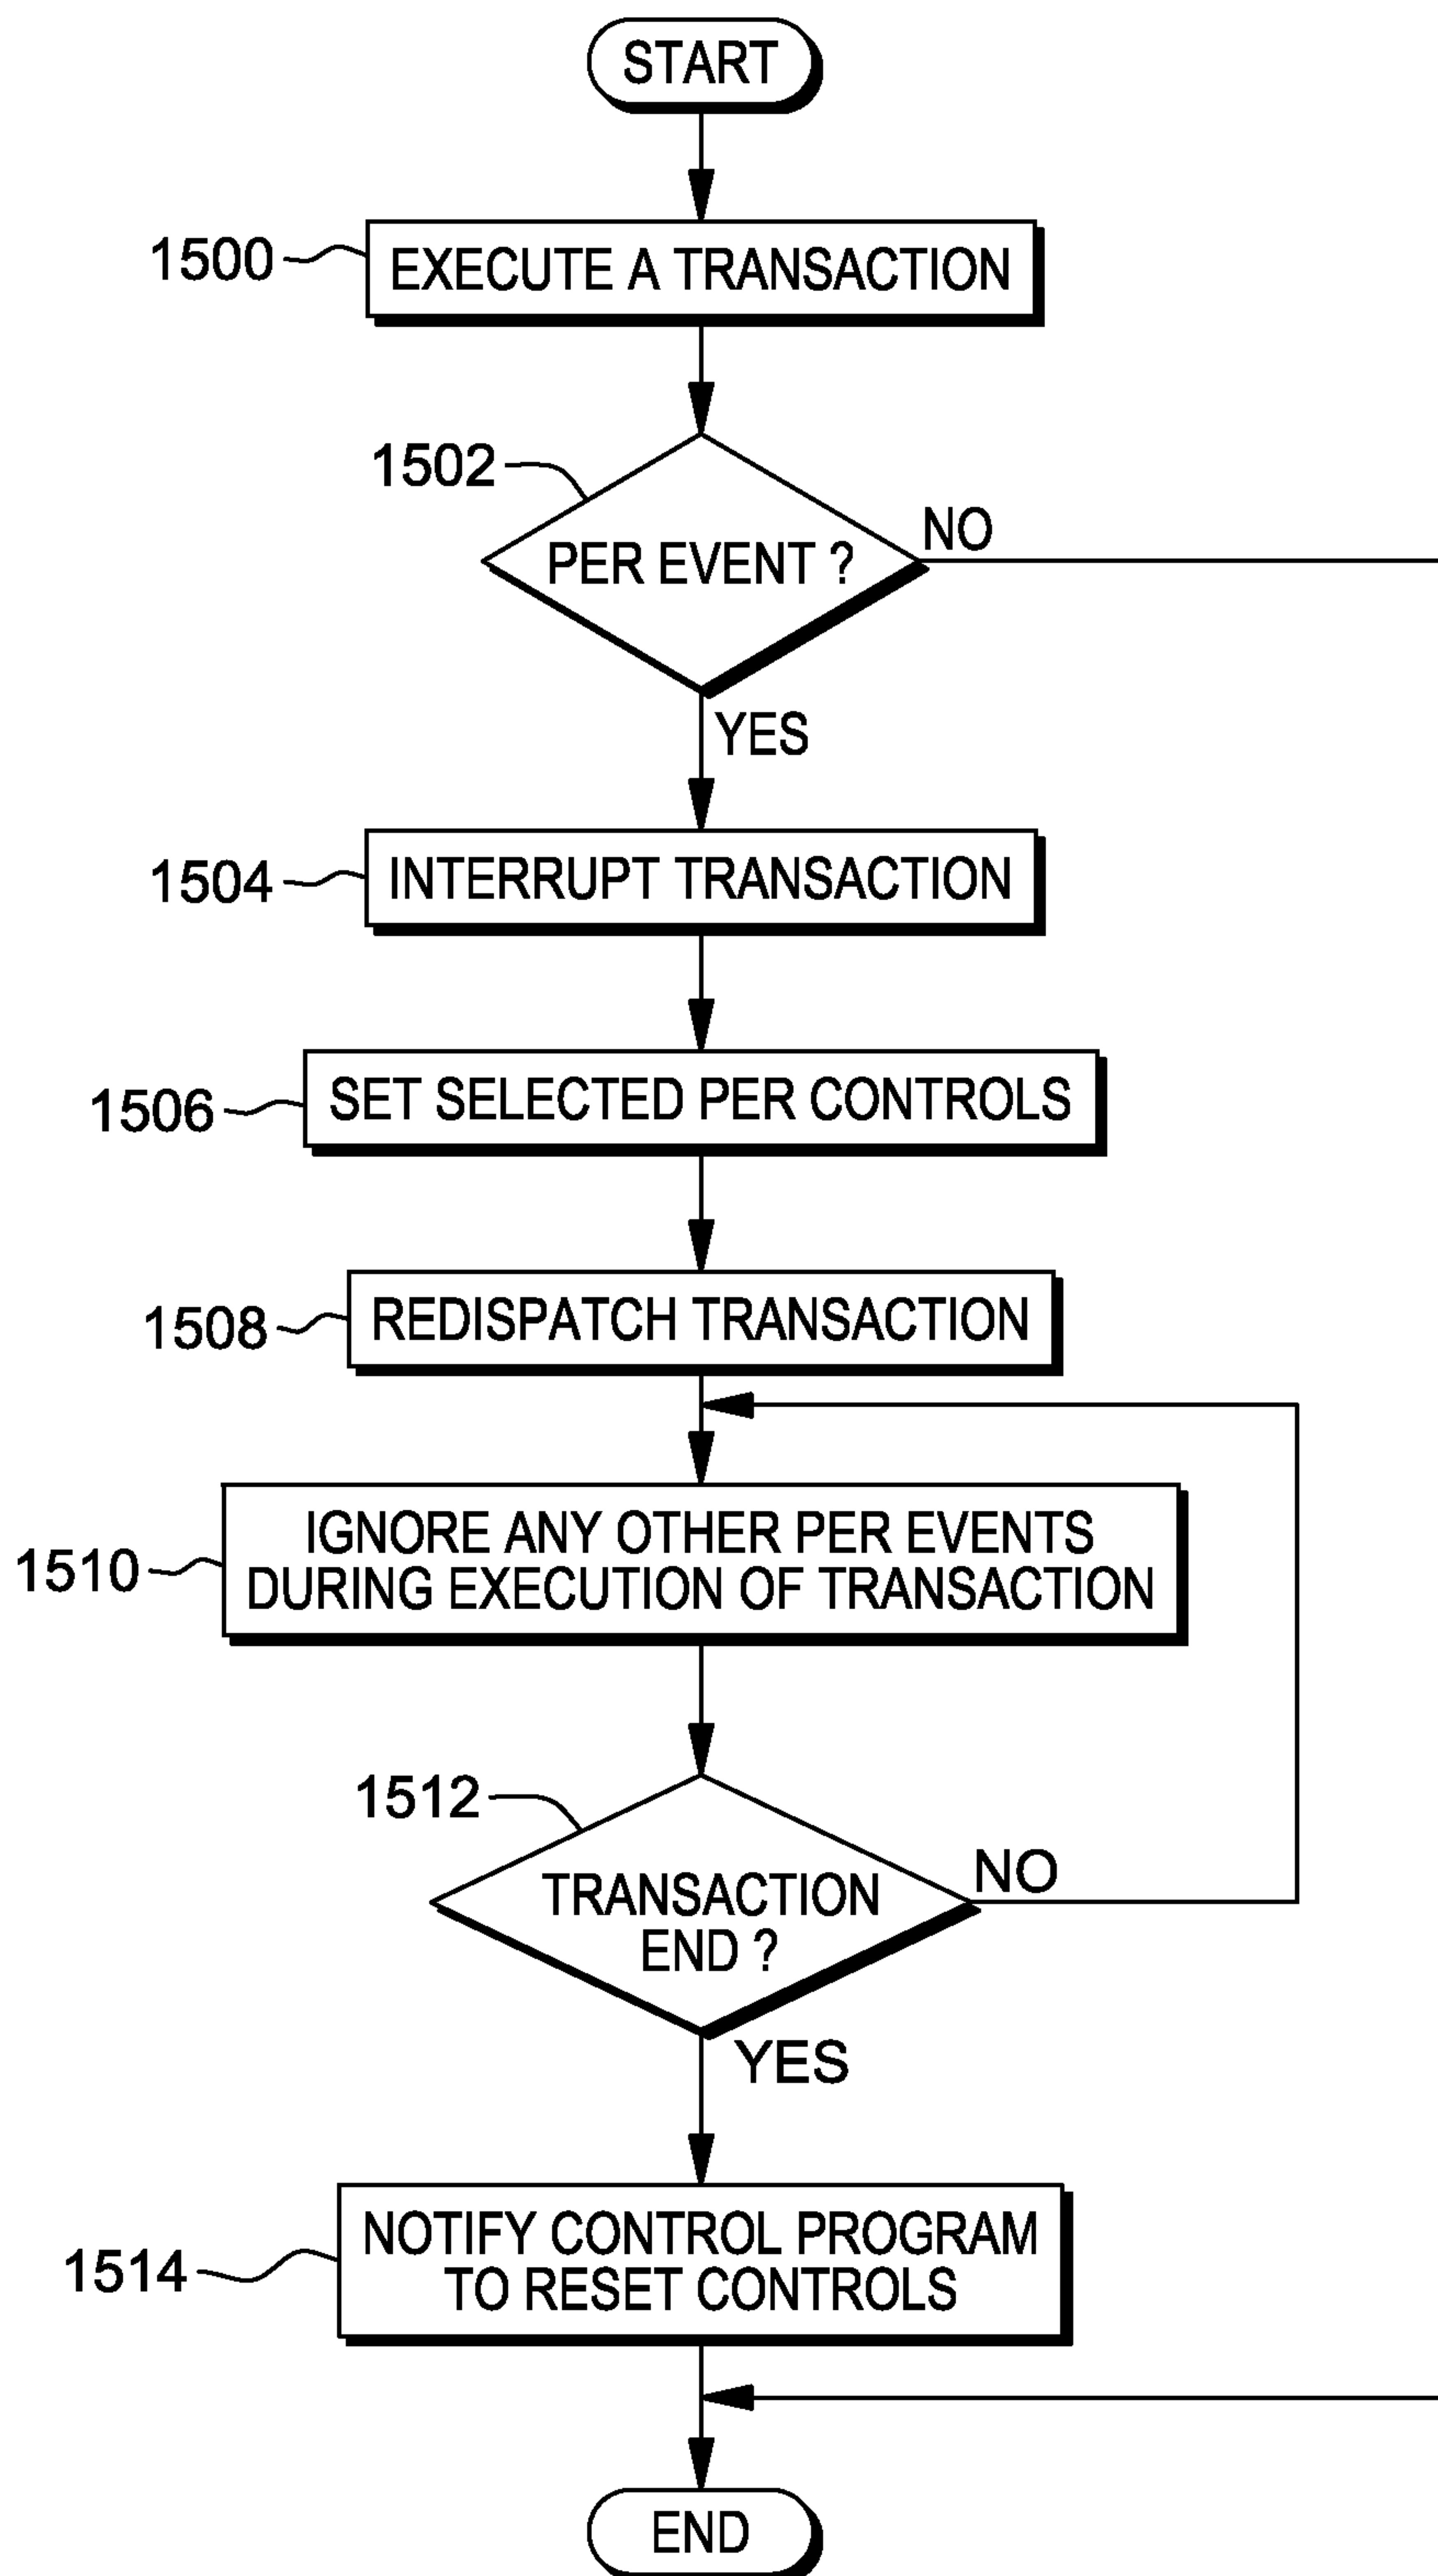 START
1500
EXECUTE A TRANSACTION
1502
PER EVENT ?
NO
YES
1504
INTERRUPT TRANSACTION
1506
SET SELECTED PER CONTROLS
1508
REDISPATCH TRANSACTION
1510
IGNORE ANY OTHER PER EVENTS
DURING EXECUTION OF TRANSACTION
1512
TRANSACTION
END ?
NO
YES
1514
NOTIFY CONTROL PROGRAM
TO RESET CONTROLS
END